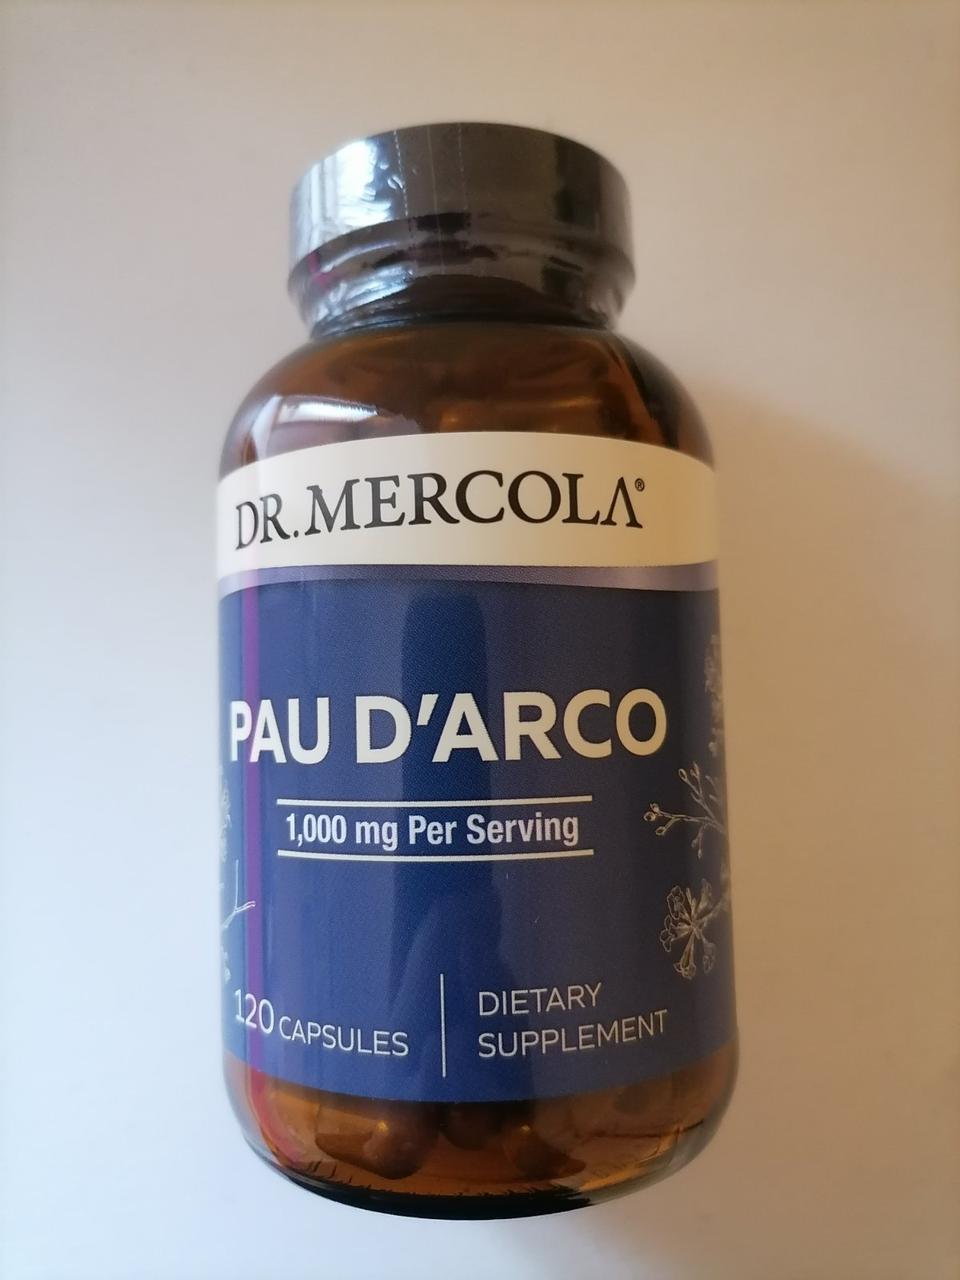 DR. MERCOLA®
PAU D'ARCO
1,000 mg Per Serving
120 CAPSULES
DIETARY
SUPPLEMENT